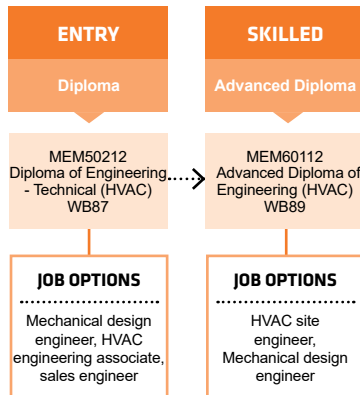 ENTRY
Diploma
MEM50212
Diploma of Engineering
- Technical (HVAC)
WB87
JOB OPTIONS
Mechanical design
engineer, HVAC
engineering associate,
sales engineer
SKILLED
Advanced Diploma
MEM60112
Advanced Diploma of
Engineering (HVAC)
WB89
JOB OPTIONS
HVAC site
engineer,
Mechanical design
engineer